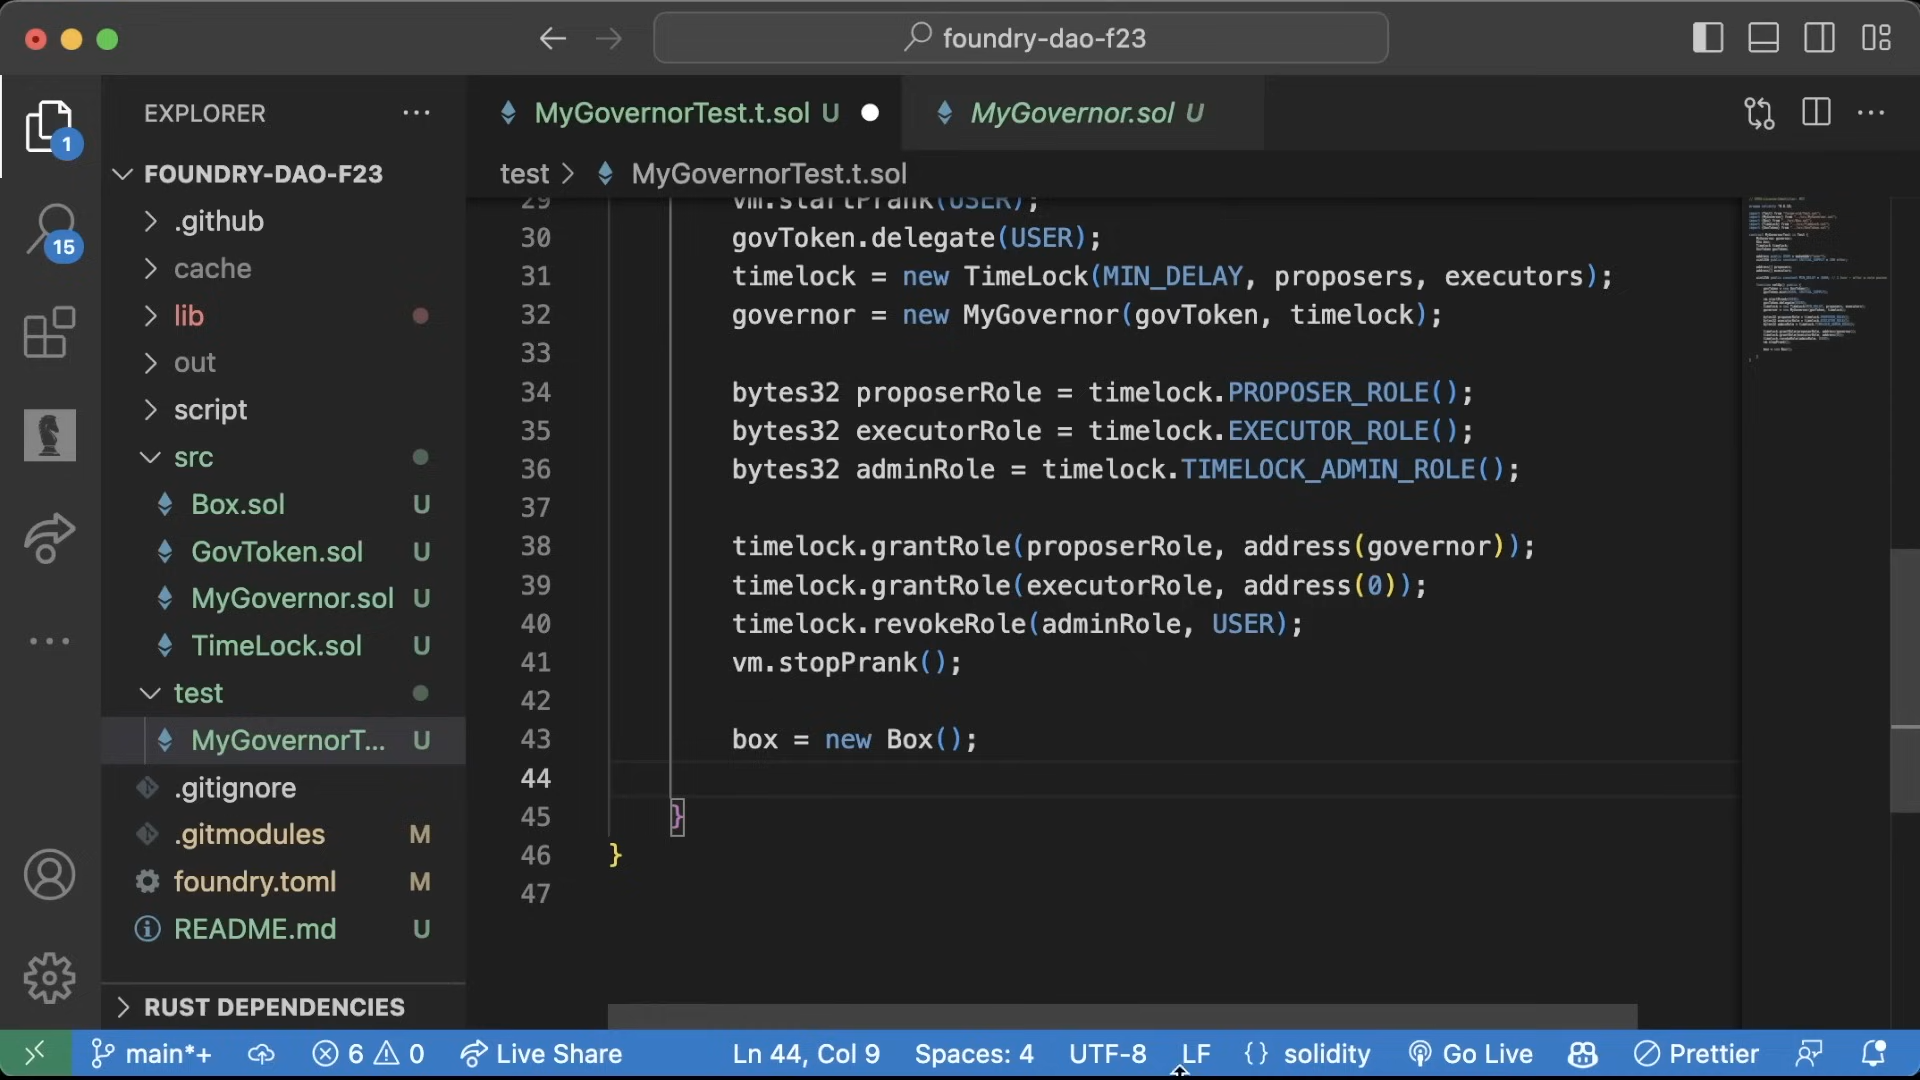 foundry-dao-f23
EXPLORER
MyGovernorTest.t.sol U
MyGovernor.sol U
1
FOUNDRY-DAO-F23
test > MyGovernorTest.t.sol
.github
15
cache
lib
out
script
src
Box.sol U
GovToken.sol U
MyGovernor.sol U
TimeLock.sol U
test
MyGovernorT... U
.gitignore
.gitmodules M
foundry.toml M
README.md U
RUST DEPENDENCIES
29 vm.startPrank(USER);
30 govToken.delegate(USER);
31 timelock = new TimeLock(MIN_DELAY, proposers, executors);
32 governor = new MyGovernor(govToken, timelock);
33
34 bytes32 proposerRole = timelock.PROPOSER_ROLE();
35 bytes32 executorRole = timelock.EXECUTOR_ROLE();
36 bytes32 adminRole = timelock.TIMELOCK_ADMIN_ROLE();
37
38 timelock.grantRole(proposerRole, address(governor));
39 timelock.grantRole(executorRole, address(0));
40 timelock.revokeRole(adminRole, USER);
41 vm.stopPrank();
42
43 box = new Box();
44
45 }
46 }
47
main*+ 6 0 Live Share Ln 44, Col 9 Spaces: 4 UTF-8 LF {} solidity Go Live Prettier